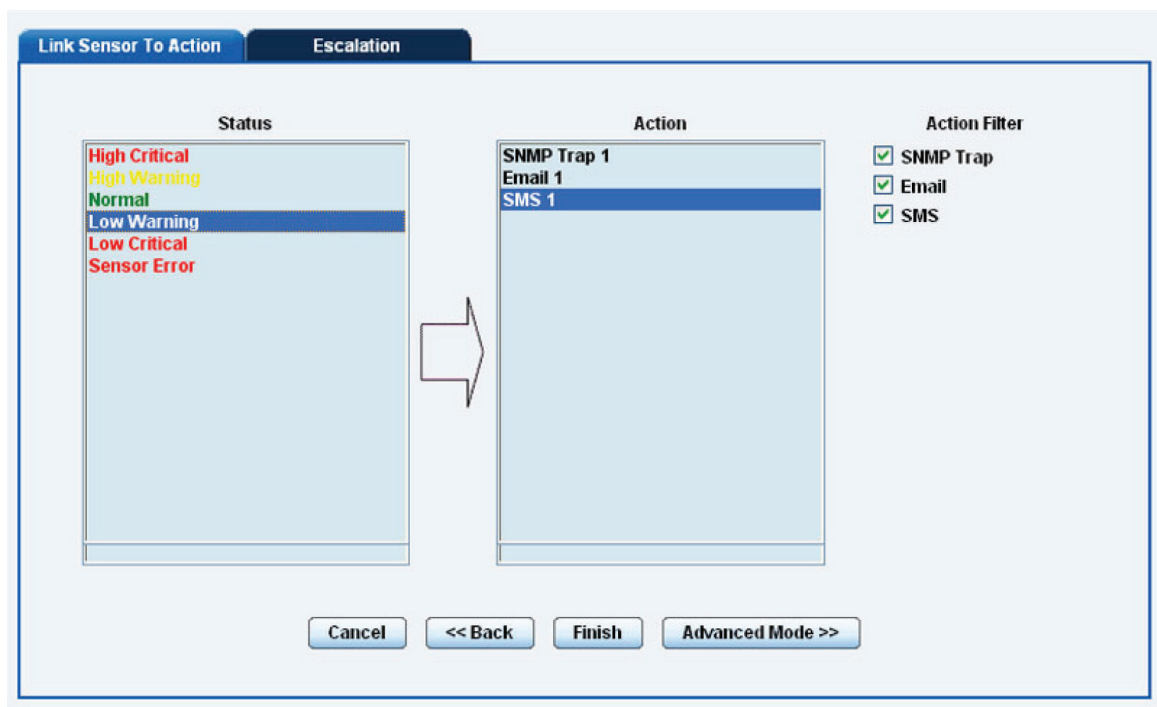 Link Sensor To Action
Escalation
Status
Action
Action Filter
High Critical
High Warning
Normal
Low Warning
Low Critical
Sensor Error
SNMP Trap 1
Email 1
SMS 1
SNMP Trap
Email
SMS
Cancel
<< Back
Finish
Advanced Mode >>